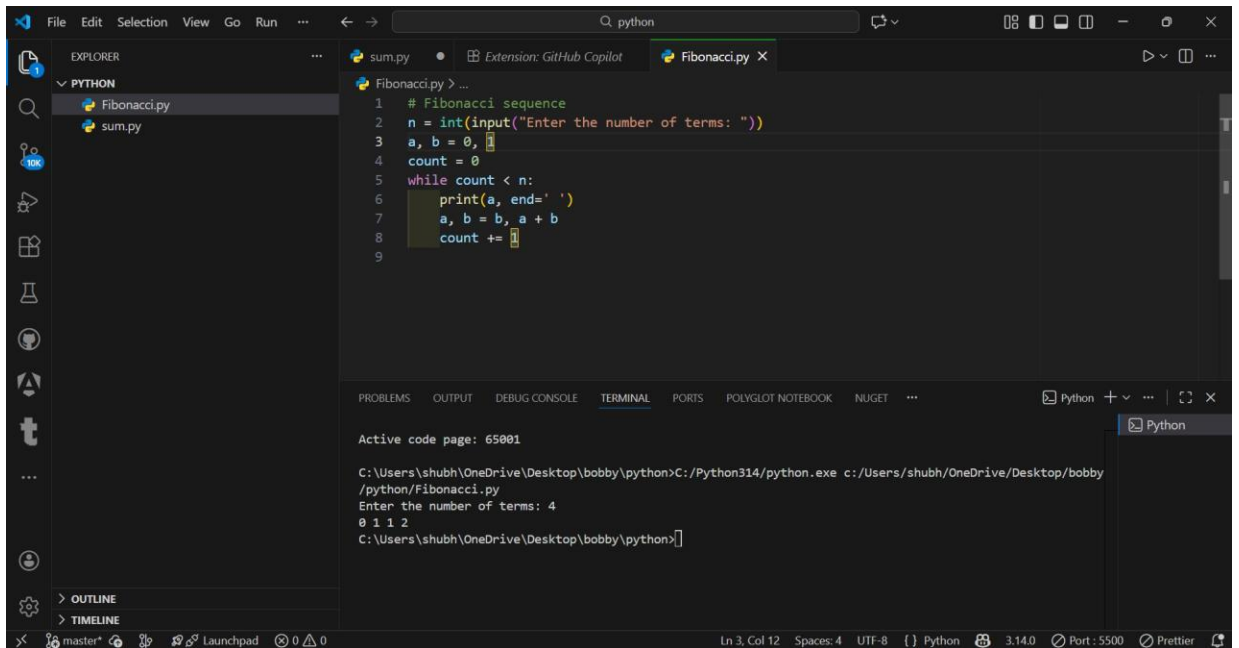 File Edit Selection View Go Run ··· ← → python
EXPLORER ···
PYTHON
Fibonacci.py
sum.py
1
10K
OUTLINE
TIMELINE
sum.py ● Extension: GitHub Copilot Fibonacci.py ×
Fibonacci.py > ...
1 # Fibonacci sequence
2 n = int(input("Enter the number of terms: "))
3 a, b = 0, 1
4 count = 0
5 while count < n:
6 print(a, end=' ')
7 a, b = b, a + b
8 count += 1
9
PROBLEMS OUTPUT DEBUG CONSOLE TERMINAL PORTS POLYGLOT NOTEBOOK NUGET ··· Python
Python
Active code page: 65001
C:\Users\shubh\OneDrive\Desktop\bobby\python>C:/Python314/python.exe c:/Users/shubh/OneDrive/Desktop/bobby
/python/Fibonacci.py
Enter the number of terms: 4
0 1 1 2
C:\Users\shubh\OneDrive\Desktop\bobby\python>
master* Launchpad 0 0 Ln 3, Col 12 Spaces: 4 UTF-8 { } Python 3.14.0 Port : 5500 Prettier